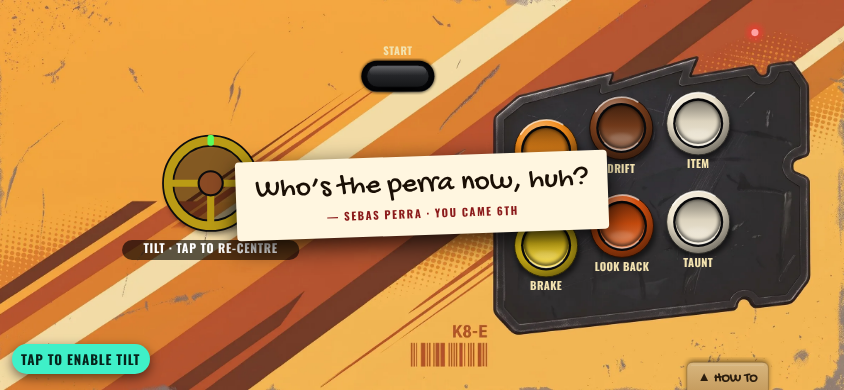 START
Who's the perra now, huh?
— SEBAS PERRA · YOU CAME 6TH
DRIFT
ITEM
TILT · TAP TO RE-CENTRE
BRAKE
LOOK BACK
TAUNT
K8-E
TAP TO ENABLE TILT
▲ HOW TO